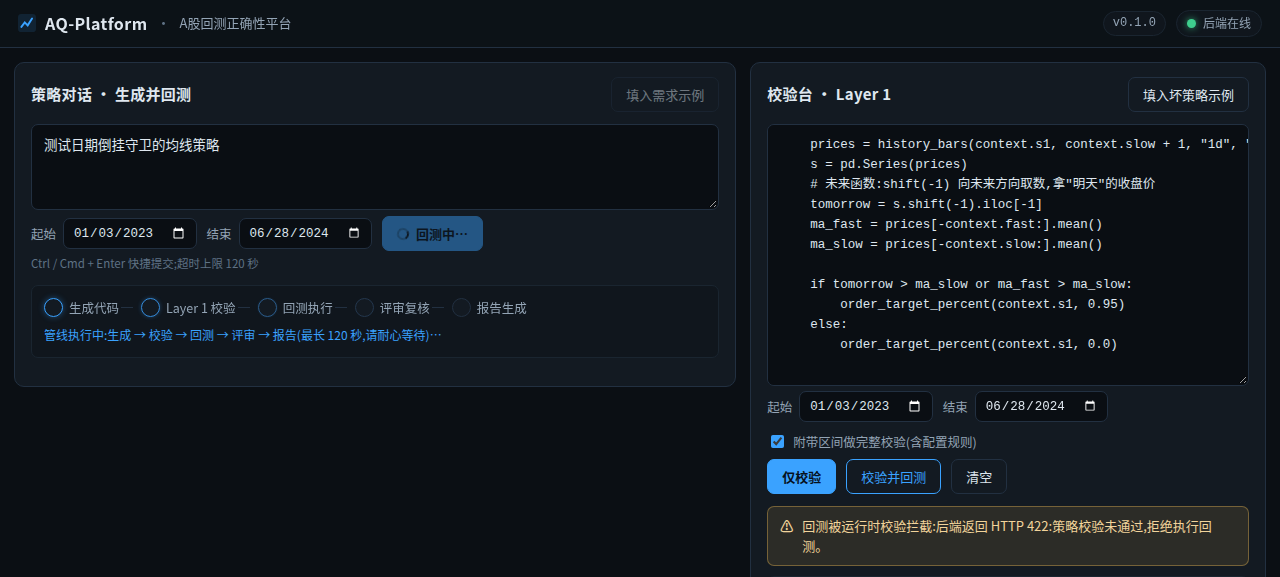 AQ-Platform · A股回测正确性平台
v0.1.0
后端在线
策略对话 · 生成并回测
填入需求示例
测试日期倒挂守卫的均线策略
起始 01/03/2023 结束 06/28/2024 回测中…
Ctrl / Cmd + Enter 快捷提交;超时上限 120 秒
生成代码 Layer 1 校验 回测执行 评审复核 报告生成
管线执行中:生成 → 校验 → 回测 → 评审 → 报告(最长 120 秒,请耐心等待)…
校验台 · Layer 1
填入坏策略示例
prices = history_bars(context.s1, context.slow + 1, "1d",
s = pd.Series(prices)
# 未来函数:shift(-1) 向未来方向取数,拿"明天"的收盘价
tomorrow = s.shift(-1).iloc[-1]
ma_fast = prices[-context.fast:].mean()
ma_slow = prices[-context.slow:].mean()
if tomorrow > ma_slow or ma_fast > ma_slow:
order_target_percent(context.s1, 0.95)
else:
order_target_percent(context.s1, 0.0)
起始 01/03/2023 结束 06/28/2024
附带区间做完整校验(含配置规则)
仅校验 校验并回测 清空
回测被运行时校验拦截:后端返回 HTTP 422:策略校验未通过,拒绝执行回
测。